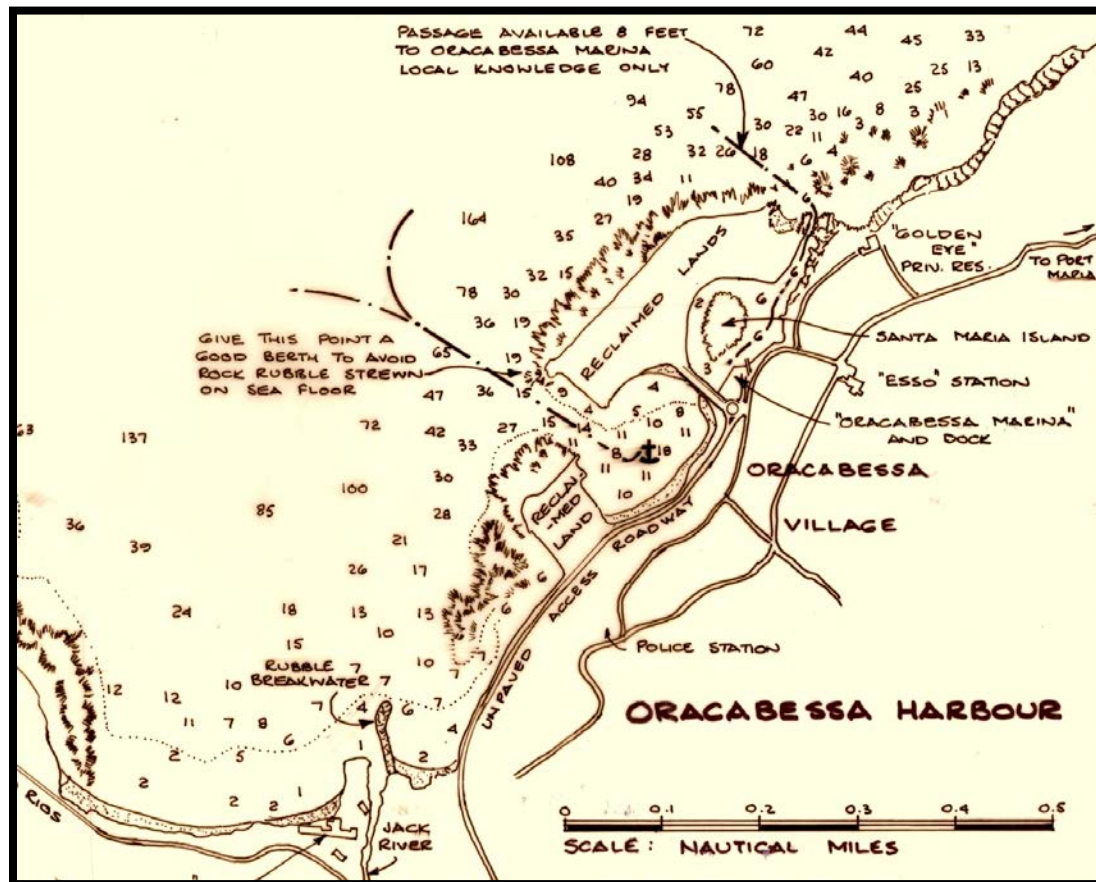 PASSAGE AVAILABLE 8 FEET
TO ORACABESSA MARINA
LOCAL KNOWLEDGE ONLY
72 44 45 33
42
60 40 25 13
78 25
94 47
55 30 16 8 3
53 30 22 11 3
108 28 32 26 18 4
6
40 34 11
19 6
164 27
35
"GOLDEN
EYE"
PRIV. RES.
TO PORT
MARIA
RECLAIMED LANDS
32 15
78 30 2 6 6
36 19
SANTA MARIA ISLAND
GIVE THIS POINT A
GOOD BERTH TO AVOID
ROCK RUBBLE STREWN
ON SEA FLOOR
65 19 6
3
"ESSO" STATION
47 36 15 9 4
4 5 8
"ORACABESSA MARINA"
AND DOCK
63 137 72 42 27 15 14 11 10 11
33 11 8 18
ORACABESSA
30 11 11
100 10
RECLAI-
MED
LAND
85 28
VILLAGE
36 39 21
26 17 6
24 18 13 13 6
UNPAVED ACCESS ROADWAY
15 10
POLICE STATION
RUBBLE
BREAKWATER
7 10 7 7
12 12 10 7 7
7 4 6
ORACABESSA HARBOUR
11 7 8 6 4
2 5 1 2
2 2 2 1
RIOS
JACK
RIVER
0 0.1 0.2 0.3 0.4 0.5
SCALE: NAUTICAL MILES